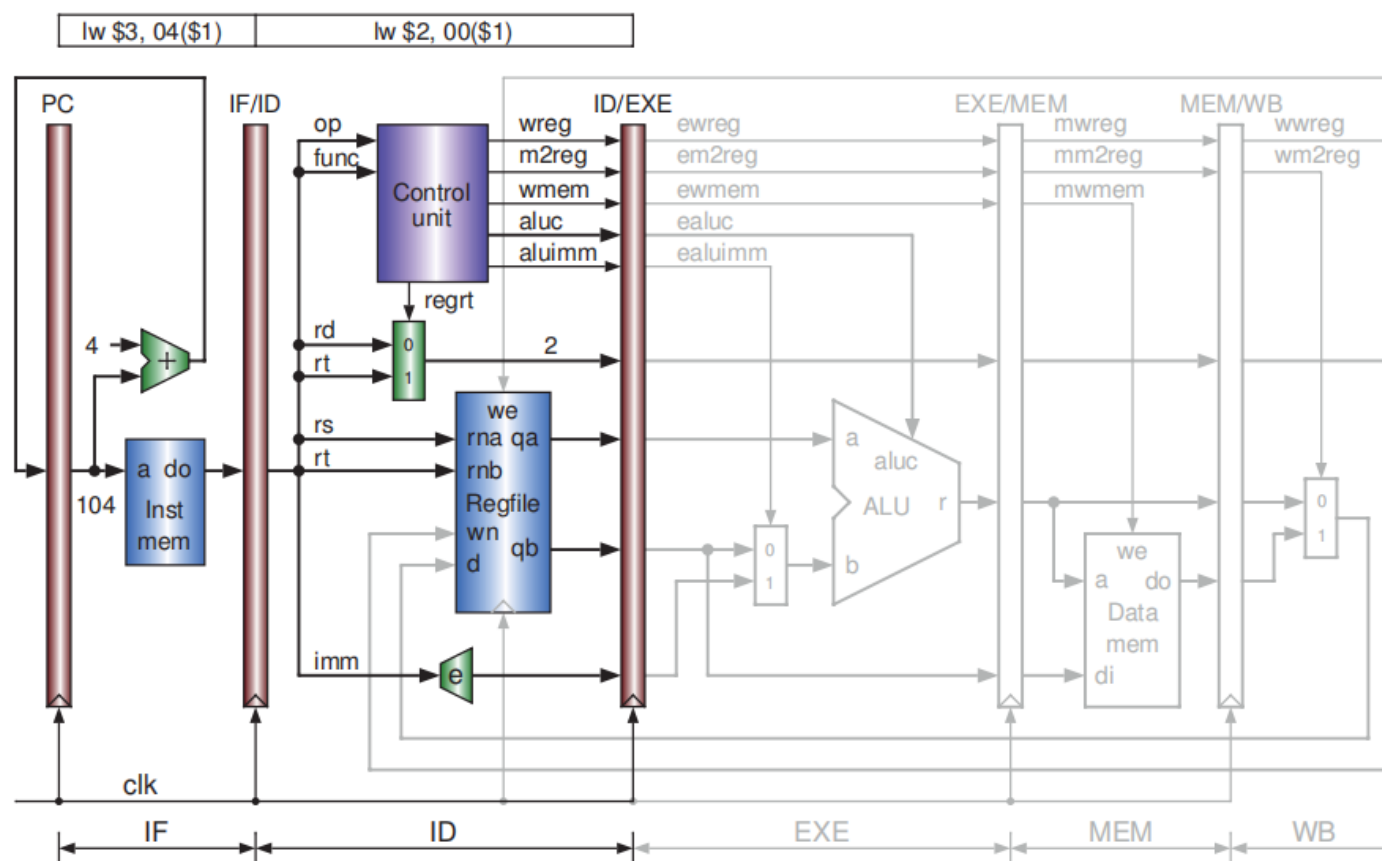 lw $3, 04($1) lw $2, 00($1)
PC IF/ID ID/EXE EXE/MEM MEM/WB
op wreg ewreg mwreg wwreg
func m2reg em2reg mm2reg wm2reg
Control
unit
wmem ewmem mwmem
aluc ealuc
aluimm ealuimm
regrt
4 + rd 0 2
rt 1
we
rs rna qa a
rt rnb
aluc
a do
104 Inst
mem
Regfile ALU r 0
wn 1
d qb 0 b we
1 a do
Data
mem
imm e di
clk
IF ID EXE MEM WB